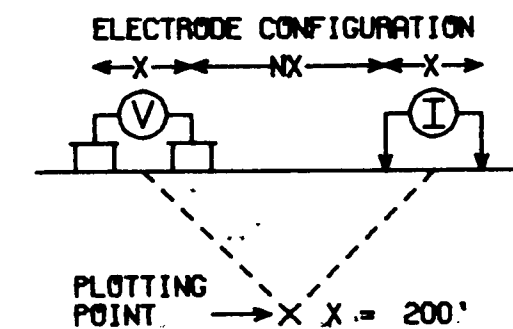 ELECTRODE CONFIGURATION
X NX X
V I
PLOTTING
POINT X X = 200'